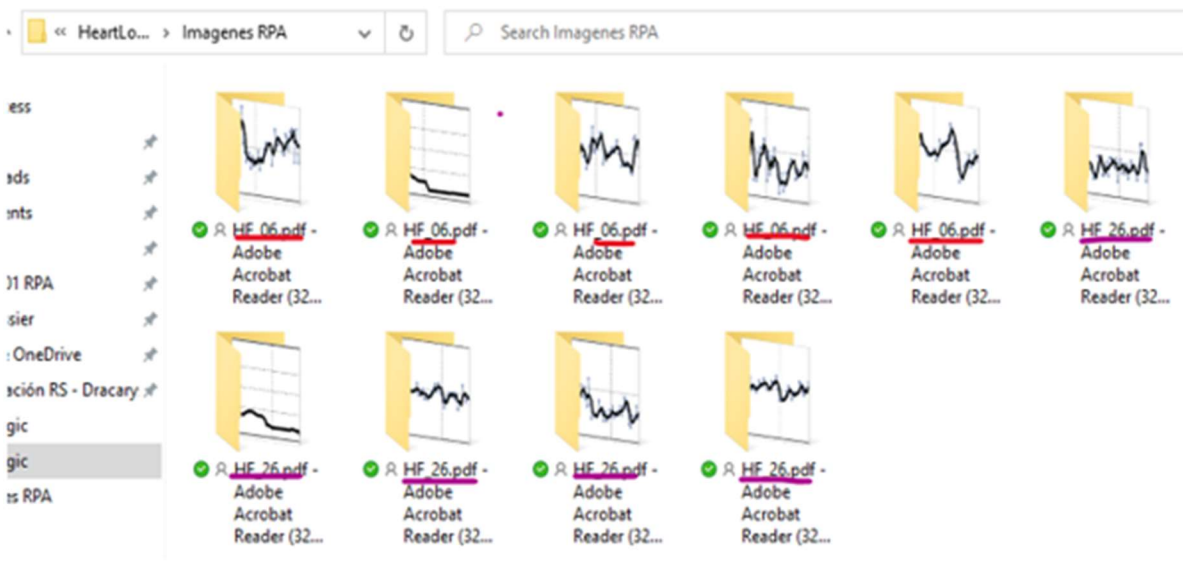 « HeartLo... › Imagenes RPA
Search Imagenes RPA
ess
ads
ents
01 RPA
sier
OneDrive
ación RS - Dracary
gic
gic
es RPA
HF_06.pdf -
Adobe
Acrobat
Reader (32...
HF_06.pdf -
Adobe
Acrobat
Reader (32...
HF_06.pdf -
Adobe
Acrobat
Reader (32...
HF_06.pdf -
Adobe
Acrobat
Reader (32...
HF_06.pdf -
Adobe
Acrobat
Reader (32...
HF_26.pdf -
Adobe
Acrobat
Reader (32...
HF_26.pdf -
Adobe
Acrobat
Reader (32...
HF_26.pdf -
Adobe
Acrobat
Reader (32...
HF_26.pdf -
Adobe
Acrobat
Reader (32...
HF_26.pdf -
Adobe
Acrobat
Reader (32...